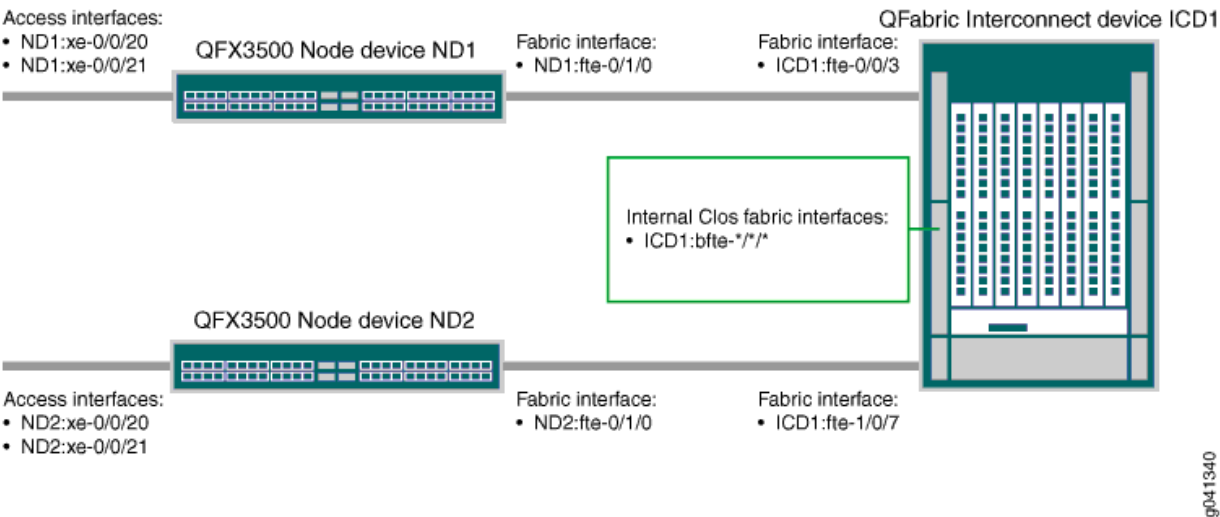 Access interfaces:
• ND1:xe-0/0/20
• ND1:xe-0/0/21
QFX3500 Node device ND1
Fabric interface:
• ND1:fte-0/1/0
Fabric interface:
• ICD1:fte-0/0/3
QFabric Interconnect device ICD1
Internal Clos fabric interfaces:
• ICD1:bfte-*/*/*
QFX3500 Node device ND2
Access interfaces:
• ND2:xe-0/0/20
• ND2:xe-0/0/21
Fabric interface:
• ND2:fte-0/1/0
Fabric interface:
• ICD1:fte-1/0/7
g041340